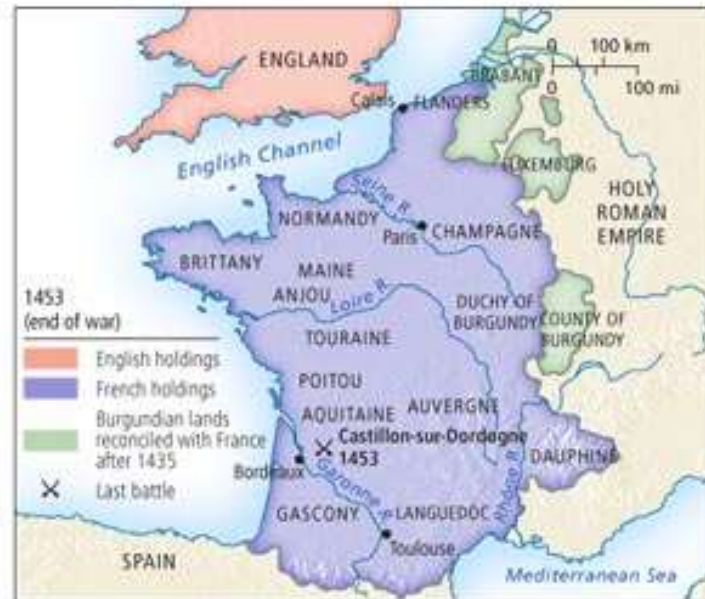 ENGLAND
0 100 km
0 100 mi
BRABANT
Calais
FLANDERS
English Channel
LUXEMBURG
HOLY
ROMAN
EMPIRE
Seine R.
NORMANDY
Paris
CHAMPAGNE
BRITTANY
MAINE
ANJOU
Loire R.
DUCHY OF
BURGUNDY
COUNTY OF
BURGUNDY
TOURAINE
POITOU
AQUITAINE
AUVERGNE
Castillon-sur-Dordogne
1453
Bordeaux
Garonne R.
DAUPHINÉ
Rhône R.
GASCONY
LANGUEDOC
Toulouse
SPAIN
Mediterranean Sea
1453
(end of war)
English holdings
French holdings
Burgundian lands
reconciled with France
after 1435
Last battle